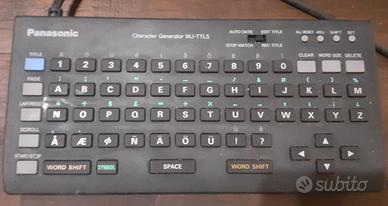 Panasonic
Character Generator WJ-TTL5
AUTO DATE
EDIT TITLE
STOP WATCH
REC TITLE
ALL RESET
ADJ
SHIFT
SET
TITLE
1 2 3 4 5 6 7 8 9 0
CLEAR
WORD SIZE
DELETE
PAGE
A B C D E F G H I J K L M
N O P Q R S T U V W X Y Z
SCROLL
Å Æ Ø Ñ Ä Ö Ü ! ?
START/STOP
WORD SHIFT
SYMBOL
SPACE
WORD SHIFT
subito